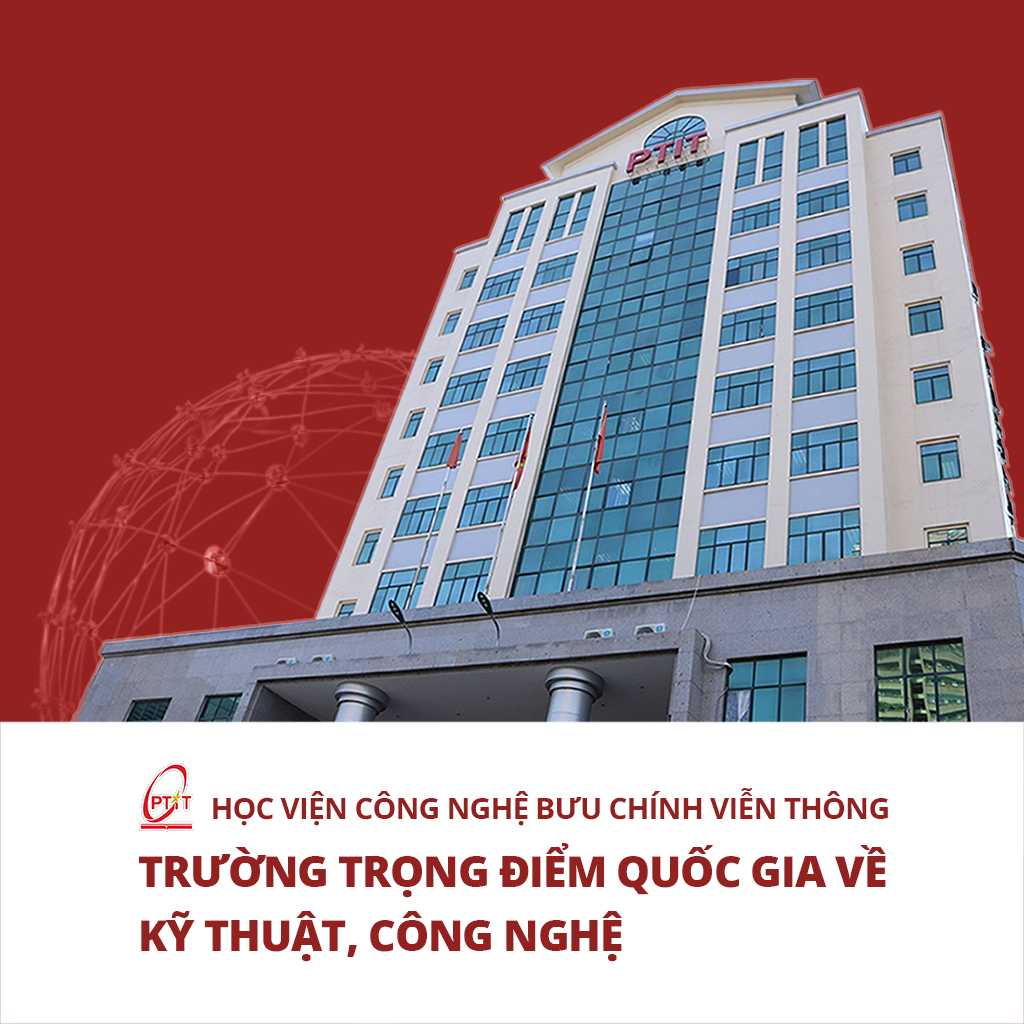 PTIT
PTIT
HỌC VIỆN CÔNG NGHỆ BƯU CHÍNH VIỄN THÔNG
TRƯỜNG TRỌNG ĐIỂM QUỐC GIA VỀ
KỸ THUẬT, CÔNG NGHỆ